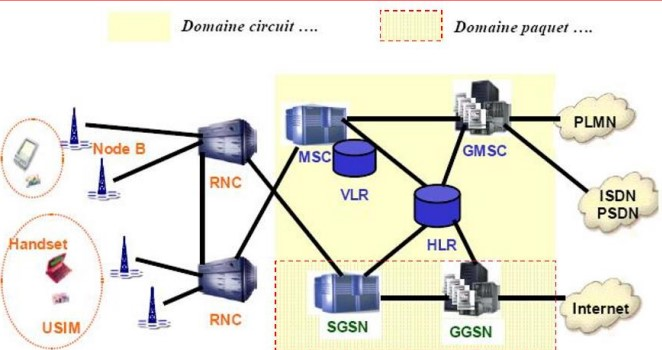 Domaine circuit ....
Domaine paquet ....
Node B
RNC
MSC
VLR
GMSC
PLMN
ISDN
PSDN
HLR
Handset
USIM
RNC
SGSN
GGSN
Internet